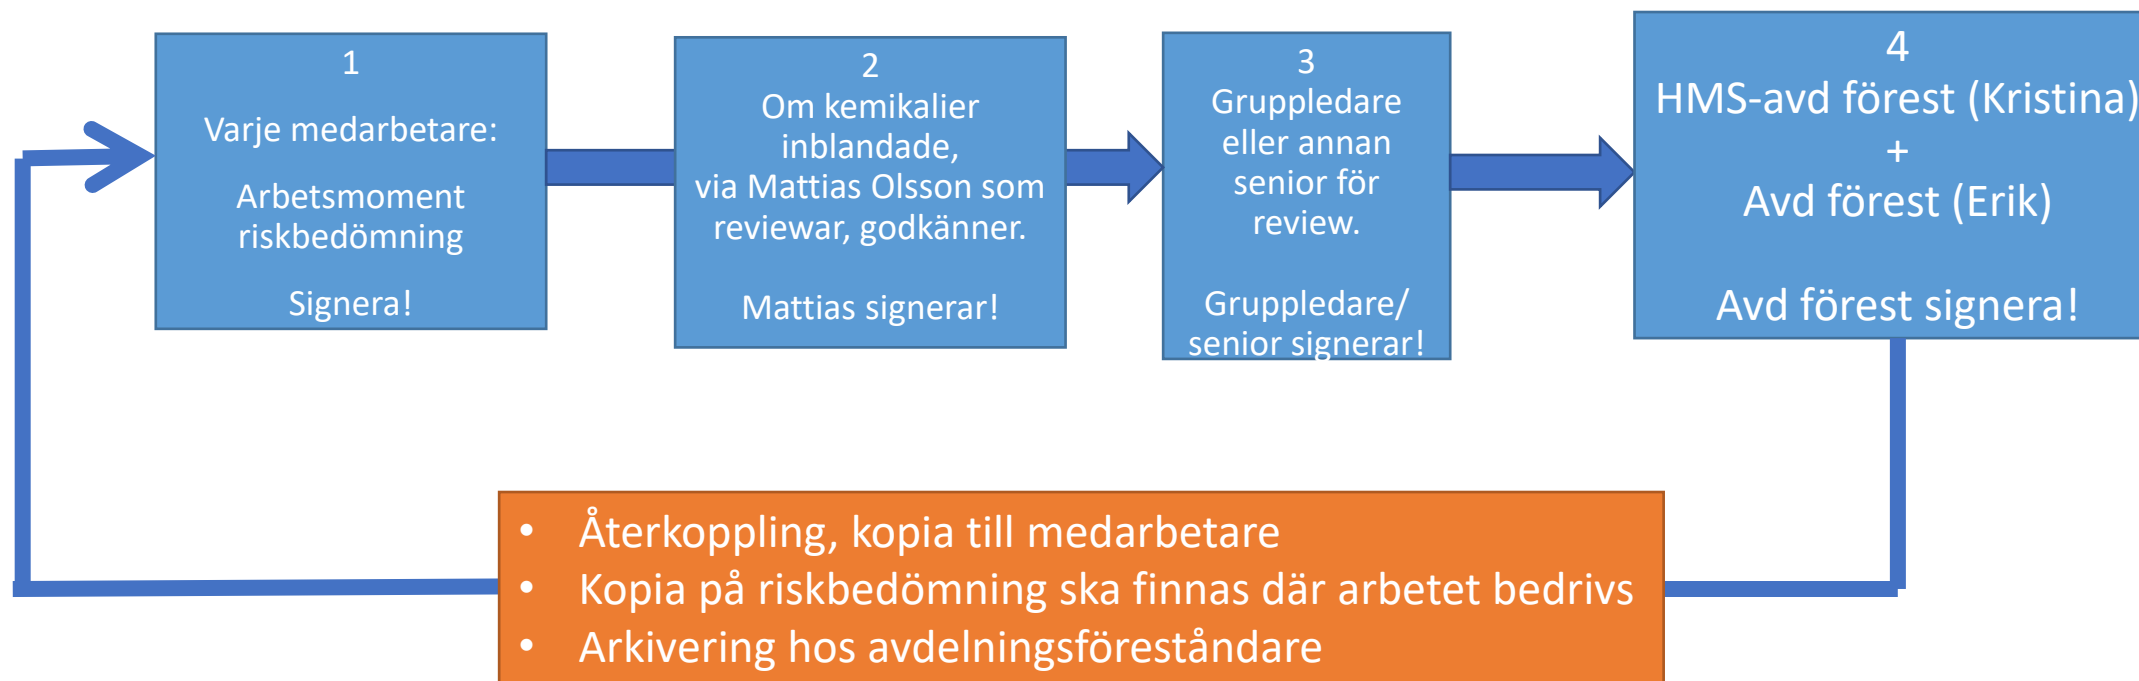 1
Varje medarbetare:
Arbetsmoment
riskbedömning
Signera!
2
Om kemikalier
inblandade,
via Mattias Olsson som
reviewar, godkänner.
Mattias signerar!
3
Gruppledare
eller annan
senior för
review.
Gruppledare/
senior signerar!
4
HMS-avd förest (Kristina)
+
Avd förest (Erik)
Avd förest signera!
• Återkoppling, kopia till medarbetare
• Kopia på riskbedömning ska finnas där arbetet bedrivs
• Arkivering hos avdelningsföreståndare